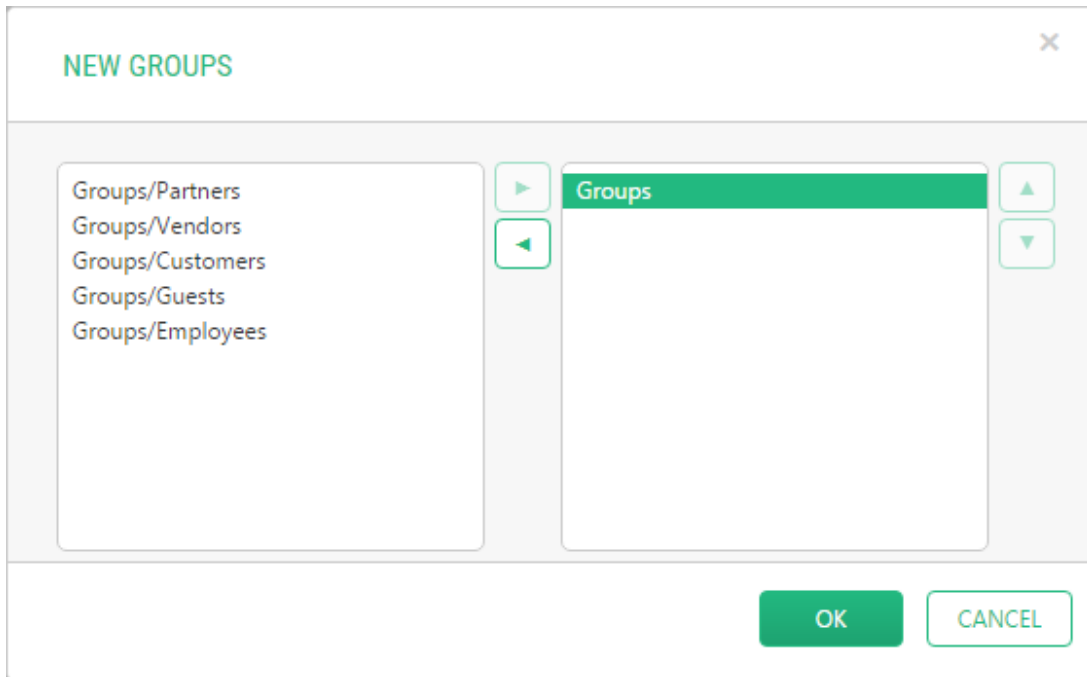 NEW GROUPS
Groups/Partners
Groups/Vendors
Groups/Customers
Groups/Guests
Groups/Employees
Groups
OK
CANCEL